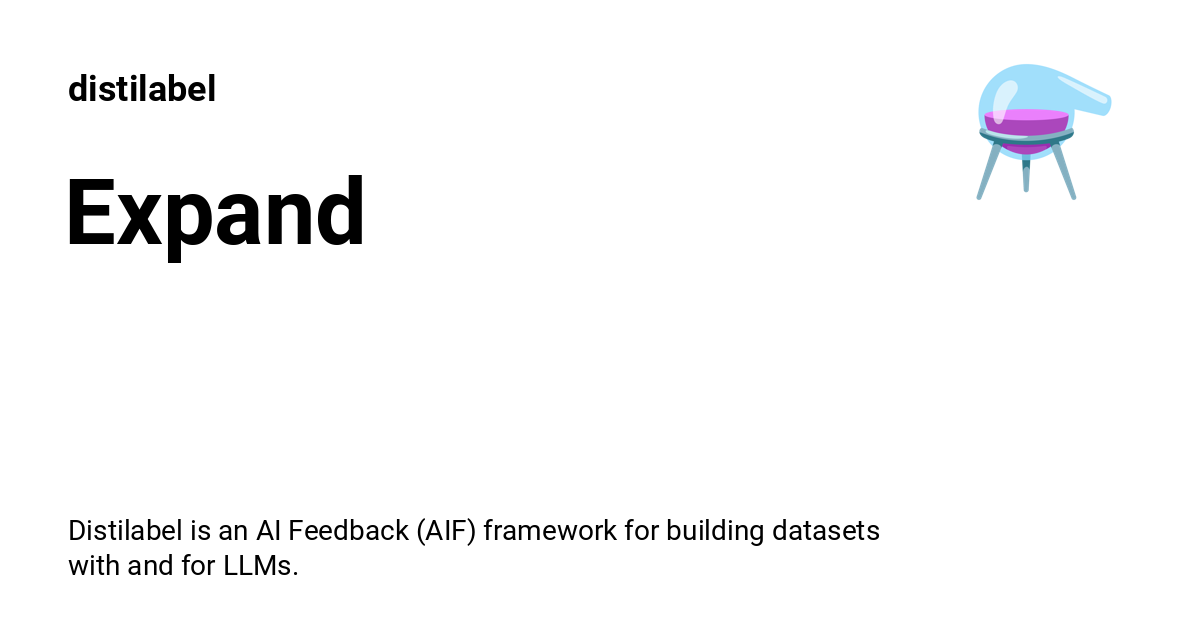 distilabel
Expand
Distilabel is an AI Feedback (AIF) framework for building datasets
with and for LLMs.